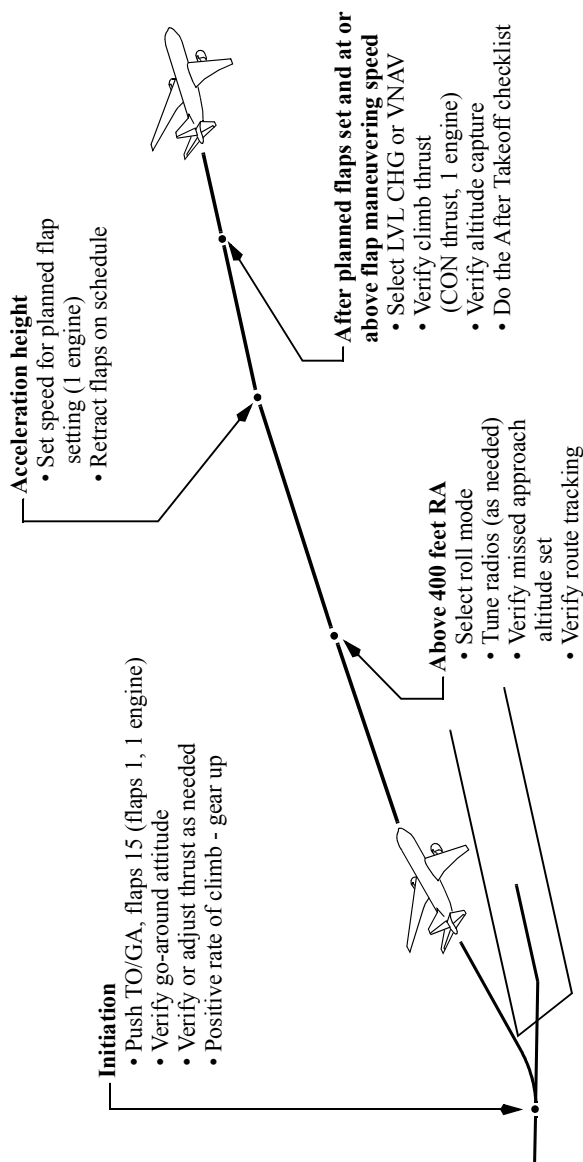 Initiation
• Push TO/GA, flaps 15 (flaps 1, 1 engine)
• Verify go-around attitude
• Verify or adjust thrust as needed
• Positive rate of climb - gear up
Above 400 feet RA
• Select roll mode
• Tune radios (as needed)
• Verify missed approach
altitude set
• Verify route tracking
Acceleration height
• Set speed for planned flap
setting (1 engine)
• Retract flaps on schedule
After planned flaps set and at or
above flap maneuvering speed
• Select LVL CHG or VNAV
• Verify climb thrust
(CON thrust, 1 engine)
• Verify altitude capture
• Do the After Takeoff checklist